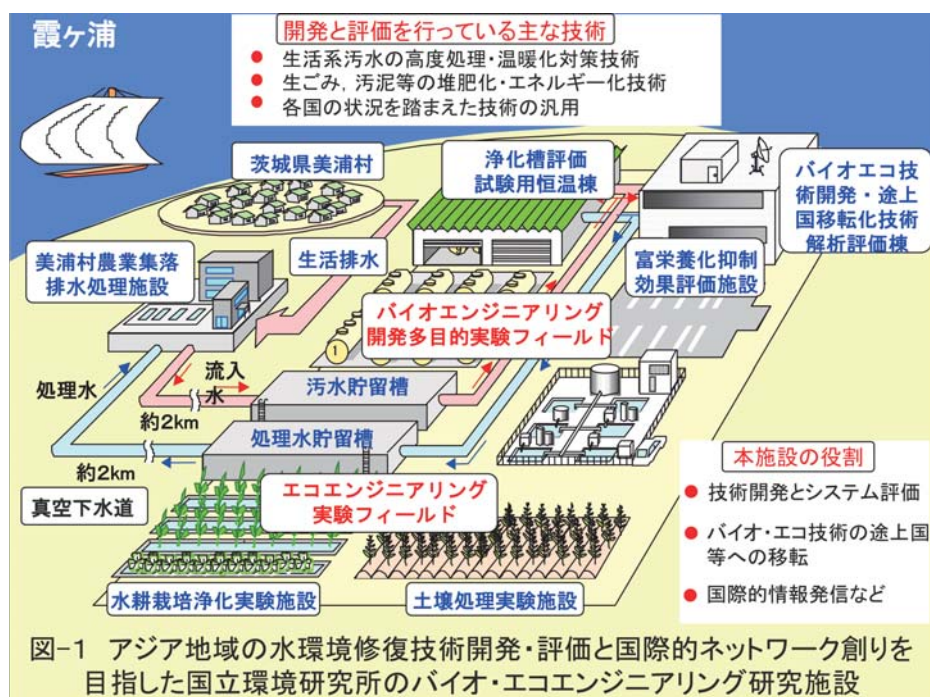 霞ヶ浦
開発と評価を行っている主な技術
● 生活系汚水の高度処理・温暖化対策技術
● 生ごみ，汚泥等の堆肥化・エネルギー化技術
● 各国の状況を踏まえた技術の汎用
茨城県美浦村
浄化槽評価
試験用恒温棟
バイオエコ技
術開発・途上
国移転化技術
解析評価棟
美浦村農業集落
排水処理施設
生活排水
富栄養化抑制
効果評価施設
バイオエンジニアリング
開発多目的実験フィールド
1
処理水
流入
水
汚水貯留槽
約2km
処理水貯留槽
約2km
真空下水道
エコエンジニアリング
実験フィールド
水耕栽培浄化実験施設
土壌処理実験施設
本施設の役割
● 技術開発とシステム評価
● バイオ・エコ技術の途上国
等への移転
● 国際的情報発信など
図-1 アジア地域の水環境修復技術開発・評価と国際的ネットワーク創りを
目指した国立環境研究所のバイオ・エコエンジニアリング研究施設